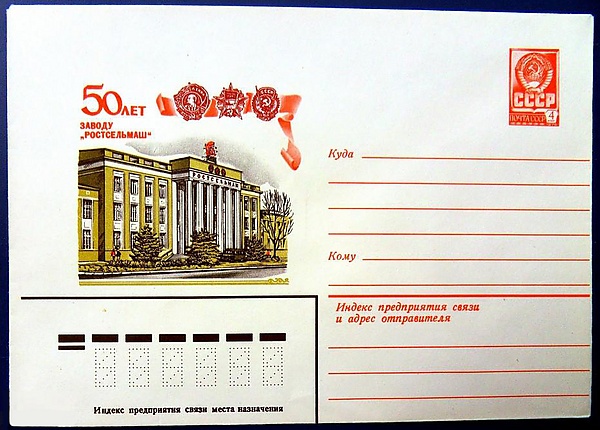 50 ЛЕТ
ЗАВОДУ
„РОСТСЕЛЬМАШ"
РОСТСЕЛЬМАШ
СССР
ПОЧТА СССР 4
Куда
Кому
Индекс предприятия связи
и адрес отправителя
Индекс предприятия связи места назначения